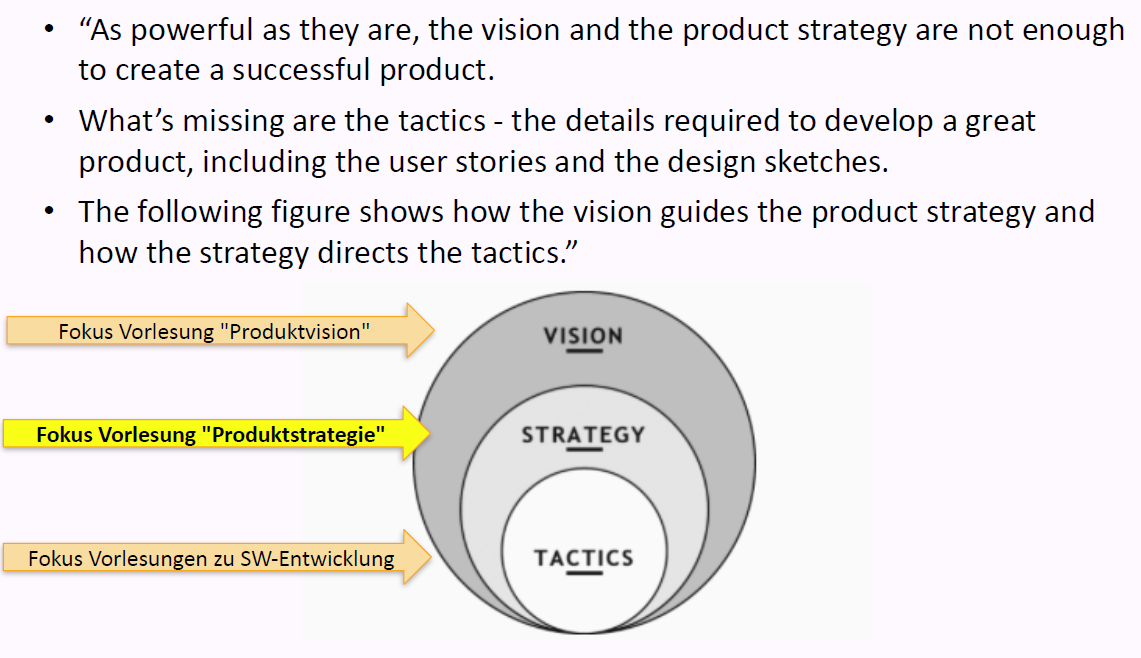 • “As powerful as they are, the vision and the product strategy are not enough
to create a successful product.
• What’s missing are the tactics - the details required to develop a great
product, including the user stories and the design sketches.
• The following figure shows how the vision guides the product strategy and
how the strategy directs the tactics.”
Fokus Vorlesung "Produktvision"
VISION
Fokus Vorlesung "Produktstrategie"
STRATEGY
Fokus Vorlesungen zu SW-Entwicklung
TACTICS